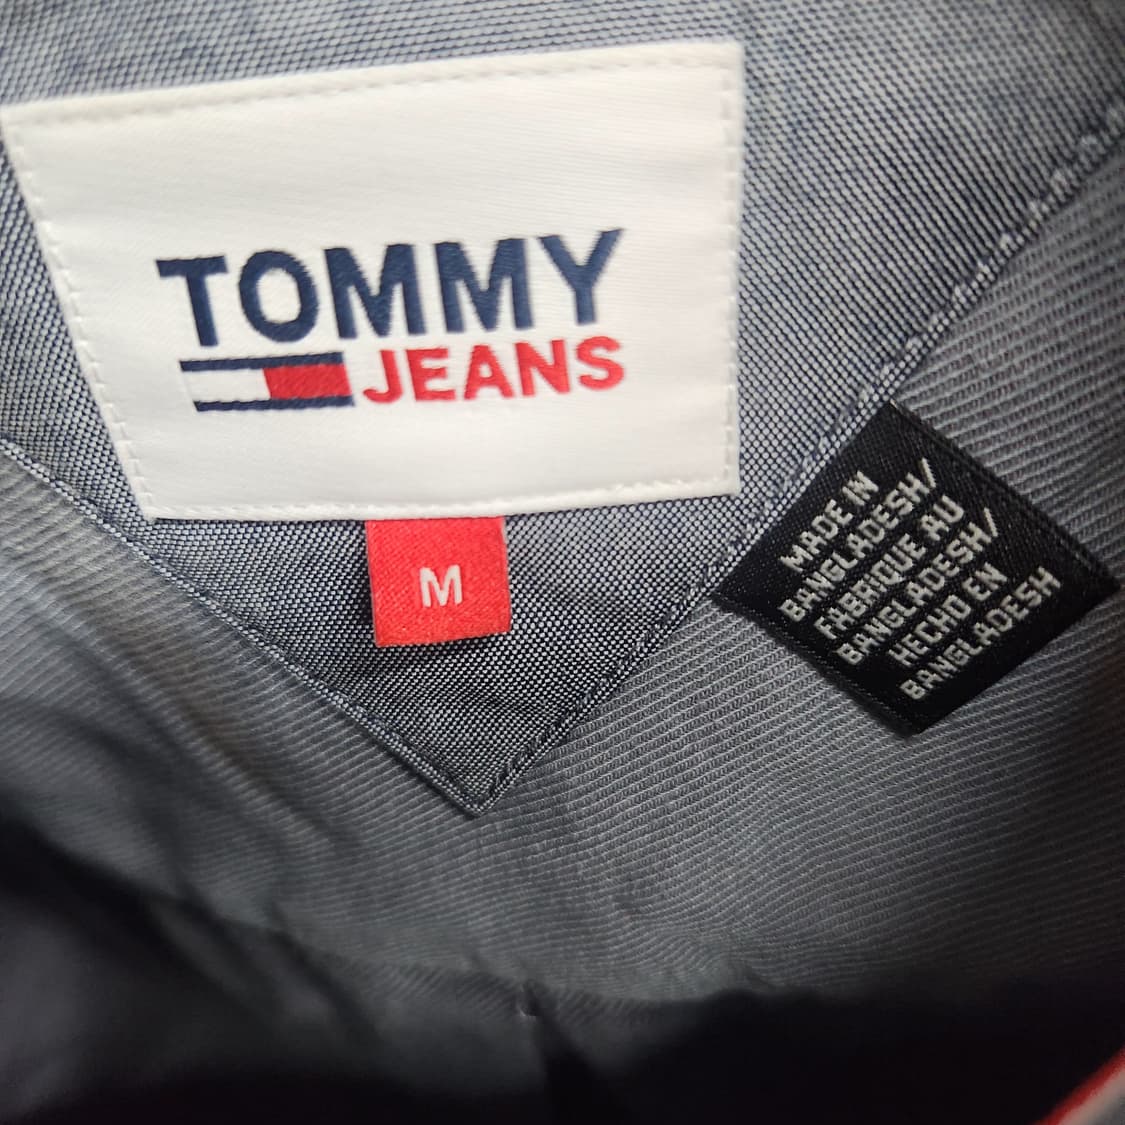 TOMMY
JEANS
M
MADE IN
BANGLADESH/
FABRIQUE AU
BANGLADESH/
HECHO EN
BANGLADESH